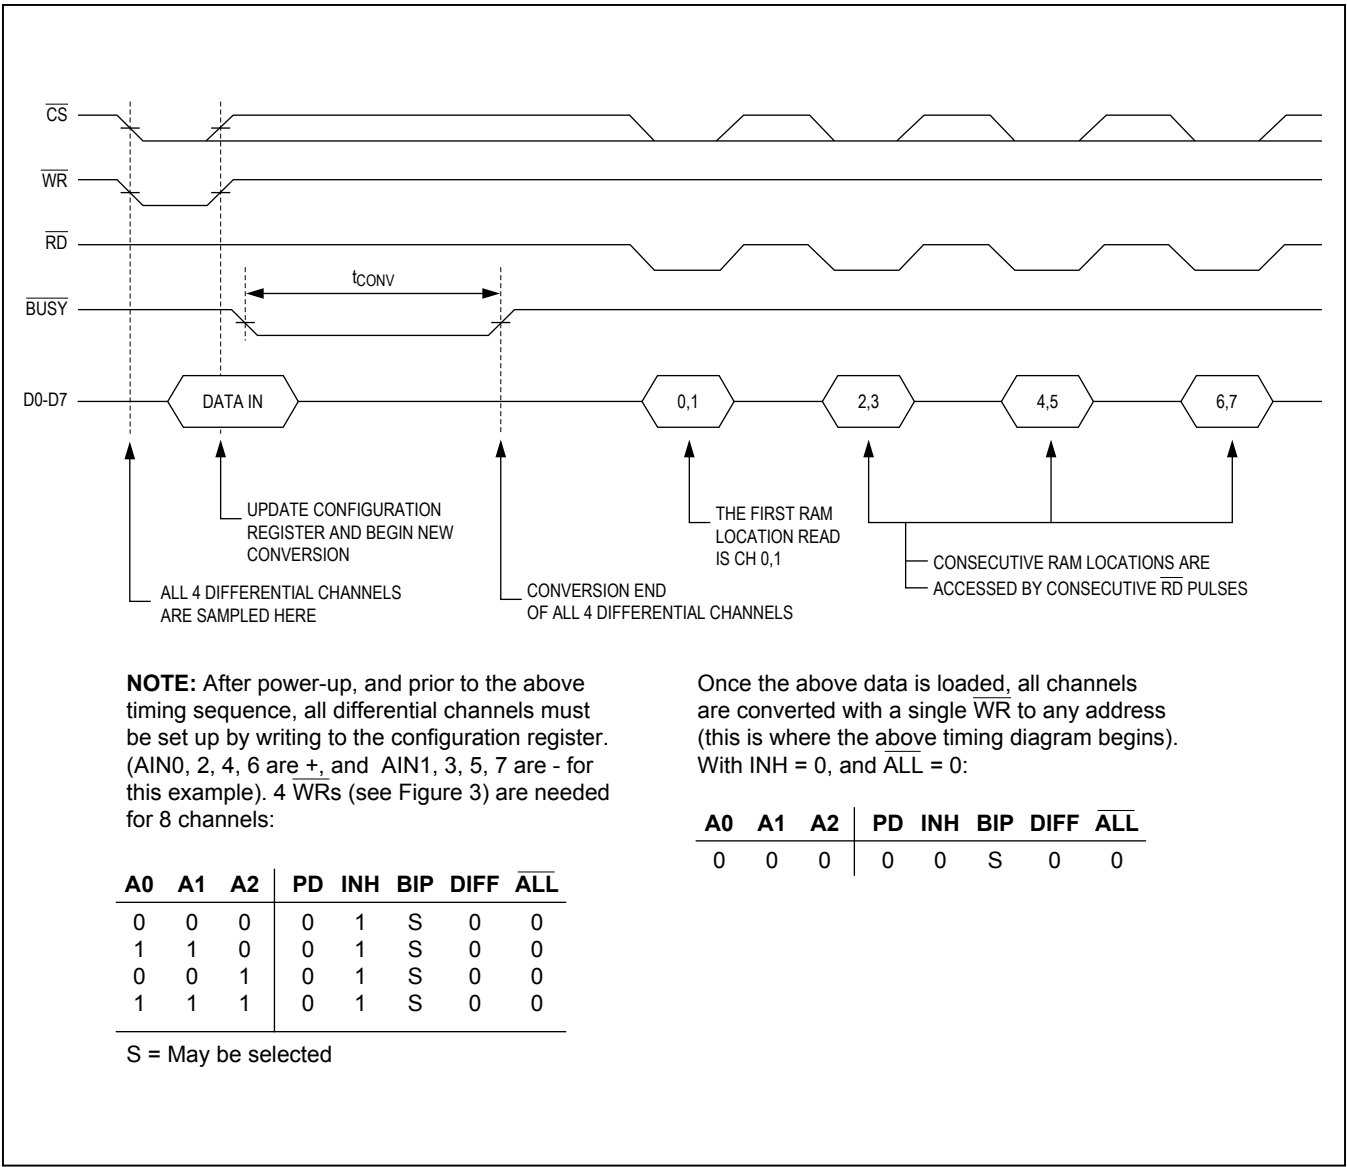 CS
WR
RD
tCONV
BUSY
D0-D7
DATA IN
0,1
2,3
4,5
6,7
UPDATE CONFIGURATION
REGISTER AND BEGIN NEW
CONVERSION
THE FIRST RAM
LOCATION READ
IS CH 0,1
CONSECUTIVE RAM LOCATIONS ARE
ACCESSED BY CONSECUTIVE RD PULSES
ALL 4 DIFFERENTIAL CHANNELS
ARE SAMPLED HERE
CONVERSION END
OF ALL 4 DIFFERENTIAL CHANNELS
NOTE: After power-up, and prior to the above
timing sequence, all differential channels must
be set up by writing to the configuration register.
(AIN0, 2, 4, 6 are +, and AIN1, 3, 5, 7 are - for
this example). 4 WRs (see Figure 3) are needed
for 8 channels:
A0 A1 A2 PD INH BIP DIFF ALL
0 0 0 0 1 S 0 0
1 1 0 0 1 S 0 0
0 0 1 0 1 S 0 0
1 1 1 0 1 S 0 0
S = May be selected
Once the above data is loaded, all channels
are converted with a single WR to any address
(this is where the above timing diagram begins).
With INH = 0, and ALL = 0:
A0 A1 A2 PD INH BIP DIFF ALL
0 0 0 0 0 S 0 0